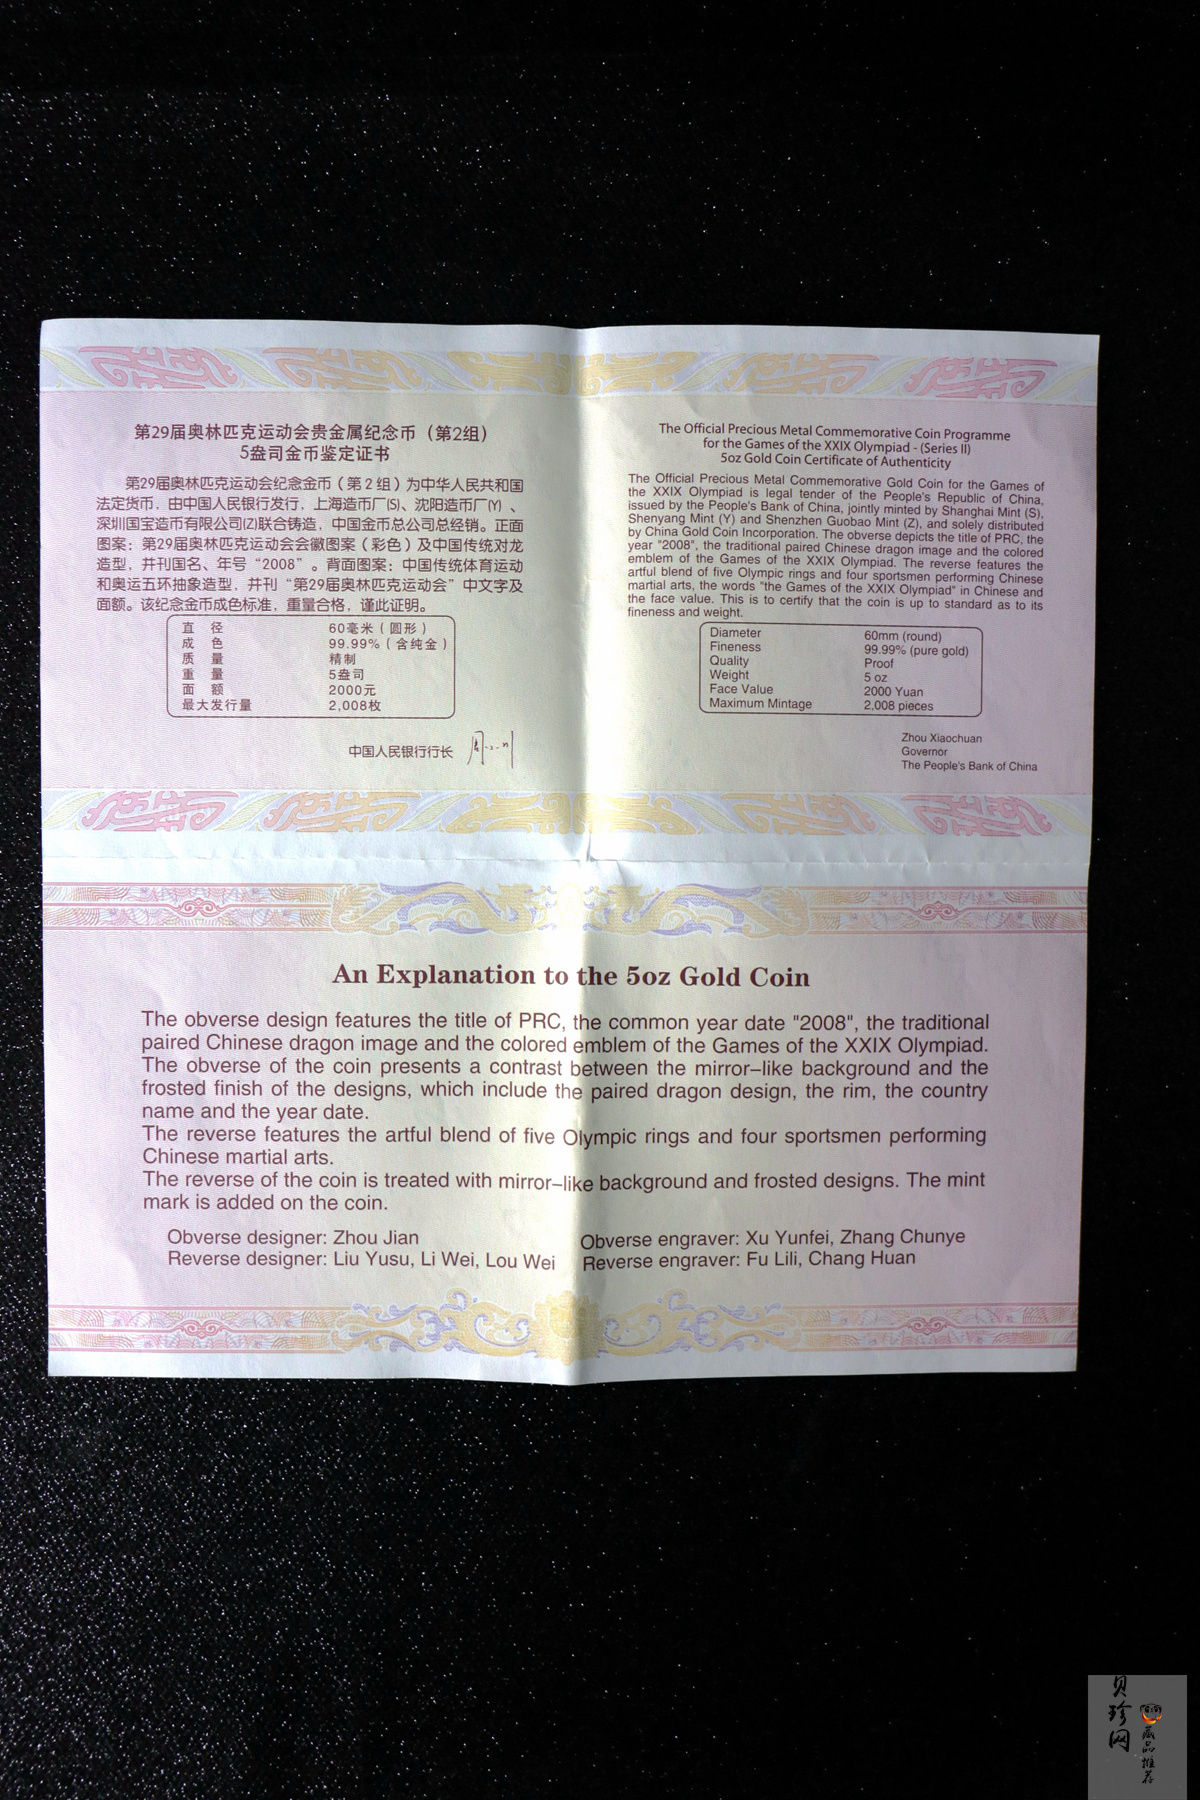 第29届奥林匹克运动会贵金属纪念币（第2组）
5盎司金币鉴定证书
第29届奥林匹克运动会纪念金币（第2组）为中华人民共和国
法定货币，由中国人民银行发行，上海造币厂(S)、沈阳造币厂(Y)、
深圳国宝造币有限公司(Z)联合铸造，中国金币总公司总经销。正面
图案：第29届奥林匹克运动会会徽图案（彩色）及中国传统对龙
造型，并刊国名、年号“2008”。背面图案：中国传统体育运动
和奥运五环抽象造型，并刊“第29届奥林匹克运动会”中文字及
面额。该纪念金币成色标准，重量合格，谨此证明。
直 径 60毫米（圆形）
成 色 99.99%（含纯金）
质 量 精制
重 量 5盎司
面 额 2000元
最大发行量 2,008枚
中国人民银行行长
The Official Precious Metal Commemorative Coin Programme
for the Games of the XXIX Olympiad - (Series II)
5oz Gold Coin Certificate of Authenticity
The Official Precious Metal Commemorative Gold Coin for the Games of
the XXIX Olympiad is legal tender of the People's Republic of China,
issued by the People's Bank of China, jointly minted by Shanghai Mint (S),
Shenyang Mint (Y) and Shenzhen Guobao Mint (Z), and solely distributed
by China Gold Coin Incorporation. The obverse depicts the title of PRC, the
year "2008", the traditional paired Chinese dragon image and the colored
emblem of the Games of the XXIX Olympiad. The reverse features the
artful blend of five Olympic rings and four sportsmen performing Chinese
martial arts, the words "the Games of the XXIX Olympiad" in Chinese and
the face value. This is to certify that the coin is up to standard as to its
fineness and weight.
Diameter 60mm (round)
Fineness 99.99% (pure gold)
Quality Proof
Weight 5 oz
Face Value 2000 Yuan
Maximum Mintage 2,008 pieces
Zhou Xiaochuan
Governor
The People's Bank of China
An Explanation to the 5oz Gold Coin
The obverse design features the title of PRC, the common year date "2008", the traditional
paired Chinese dragon image and the colored emblem of the Games of the XXIX Olympiad.
The obverse of the coin presents a contrast between the mirror–like background and the
frosted finish of the designs, which include the paired dragon design, the rim, the country
name and the year date.
The reverse features the artful blend of five Olympic rings and four sportsmen performing
Chinese martial arts.
The reverse of the coin is treated with mirror–like background and frosted designs. The mint
mark is added on the coin.
Obverse designer: Zhou Jian Obverse engraver: Xu Yunfei, Zhang Chunye
Reverse designer: Liu Yusu, Li Wei, Lou Wei Reverse engraver: Fu Lili, Chang Huan
贝珍网
藏品推荐